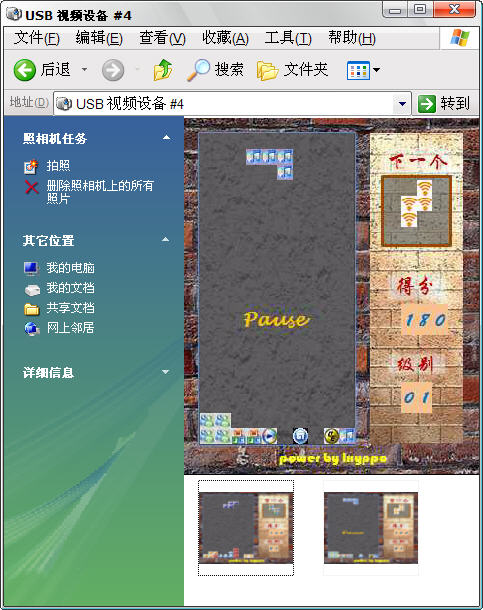 USB 视频设备 #4
文件(F) 编辑(E) 查看(V) 收藏(A) 工具(T) 帮助(H)
后退 搜索 文件夹
地址(D) USB 视频设备 #4 转到
照相机任务
拍照
删除照相机上的所有
照片
其它位置
我的电脑
我的文档
共享文档
网上邻居
详细信息
下一个
得分
180
级别
01
Pause
power by hyppo